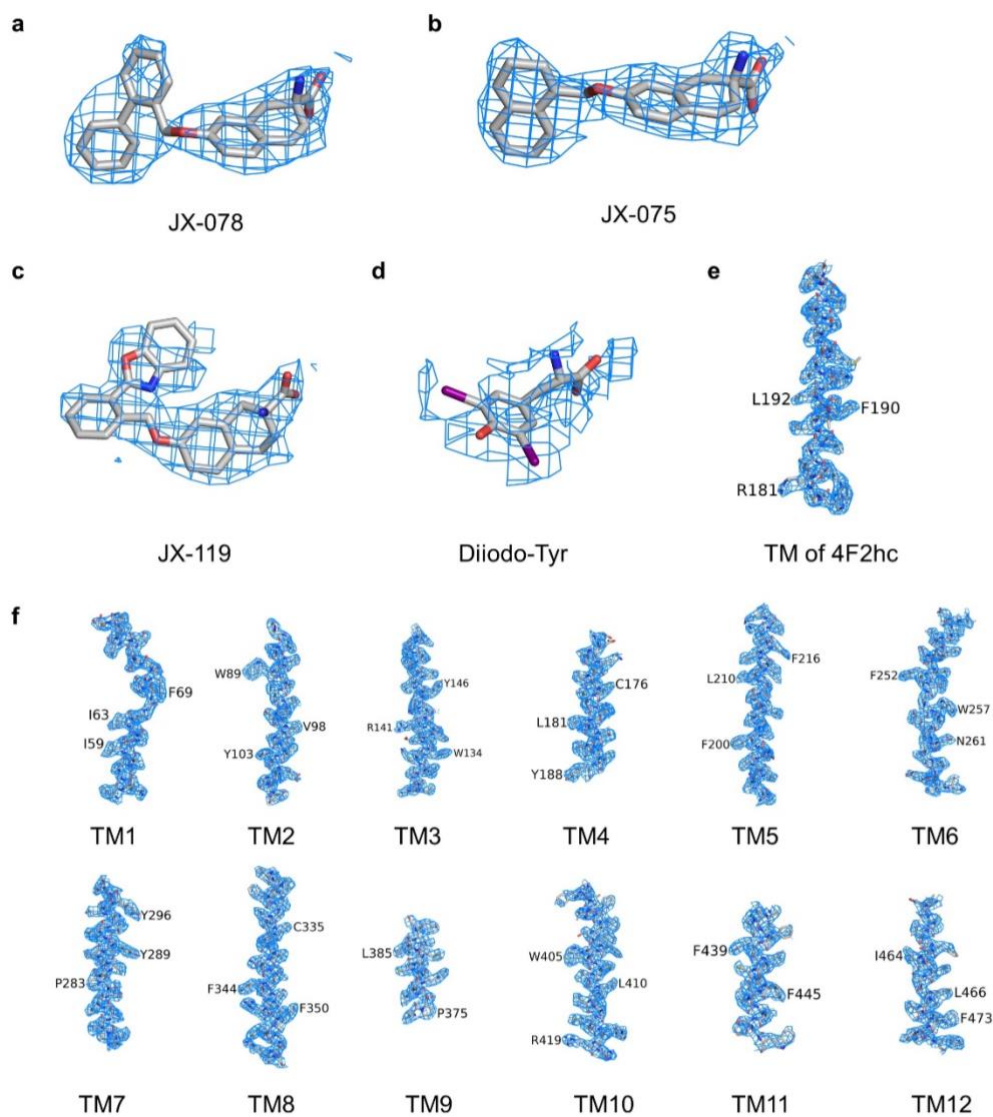 a
b
JX-078
JX-075
c
d
e
L192
F190
R181
JX-119
Diiodo-Tyr
TM of 4F2hc
f
F69
I63
I59
W89
V98
Y103
Y146
R141
W134
C176
L181
Y188
F216
L210
F200
F252
W257
N261
TM1
TM2
TM3
TM4
TM5
TM6
Y296
Y289
P283
C335
F344
F350
L385
P375
W405
L410
R419
F439
F445
I464
L466
F473
TM7
TM8
TM9
TM10
TM11
TM12